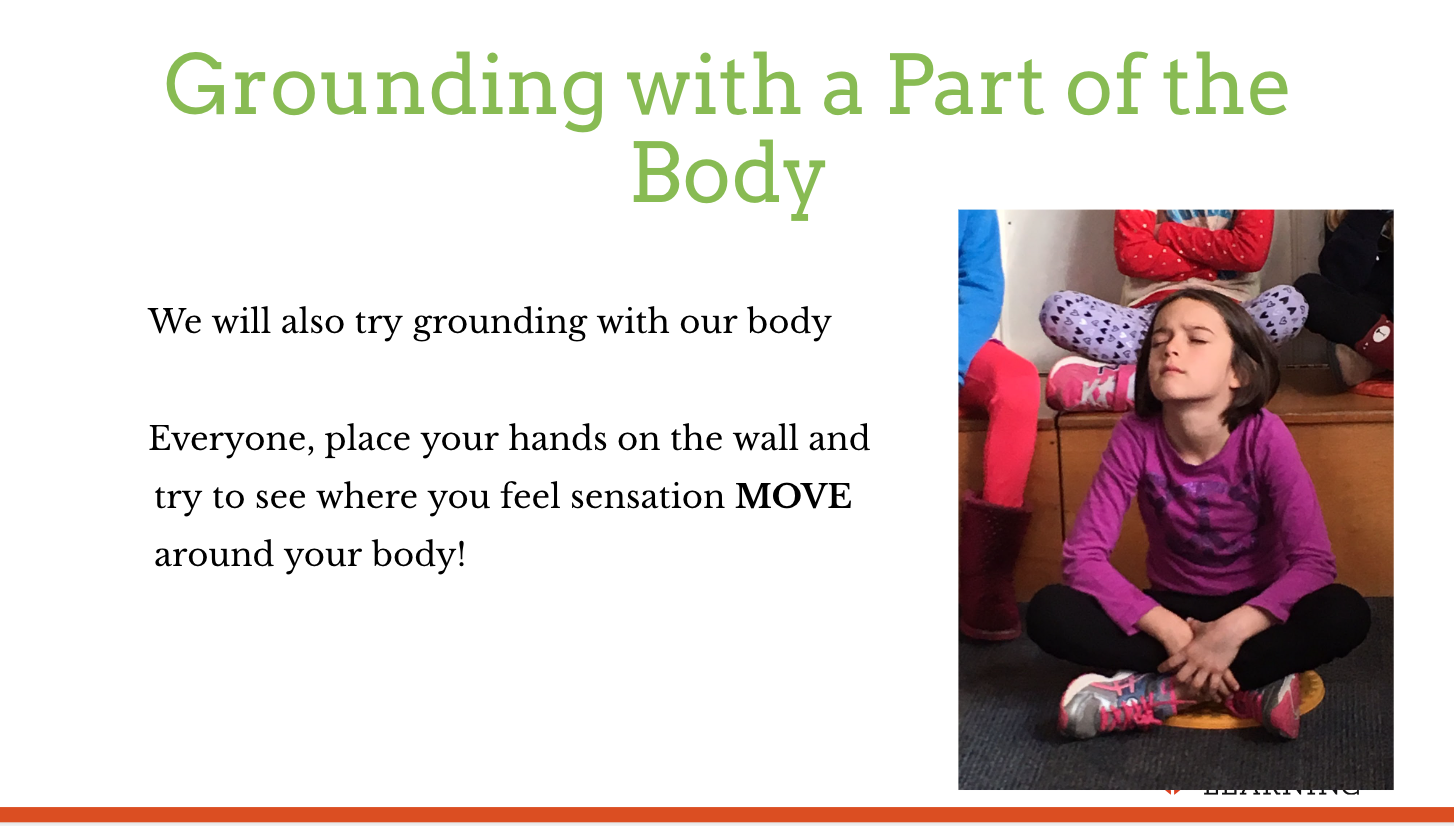 Grounding with a Part of the
Body
We will also try grounding with our body
Everyone, place your hands on the wall and
try to see where you feel sensation MOVE
around your body!
LEARNING